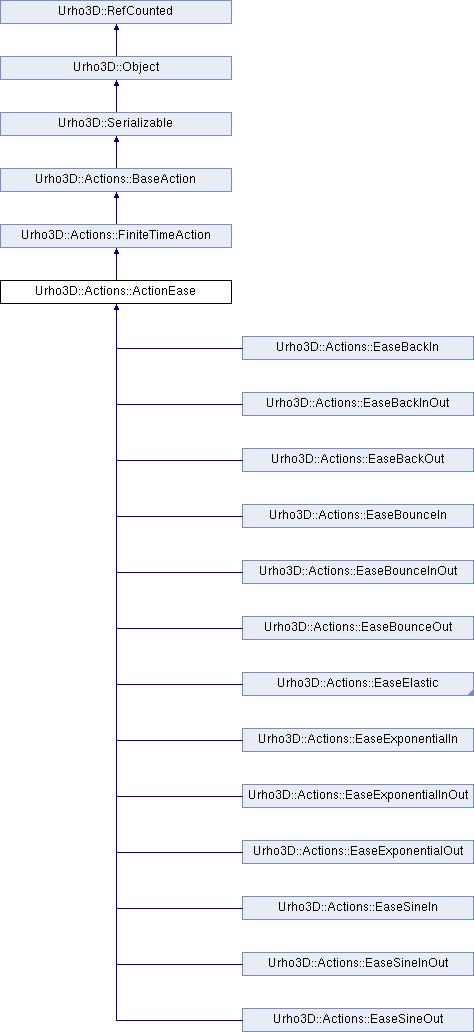 Urho3D::RefCounted
Urho3D::Object
Urho3D::Serializable
Urho3D::Actions::BaseAction
Urho3D::Actions::FiniteTimeAction
Urho3D::Actions::ActionEase
Urho3D::Actions::EaseBackIn
Urho3D::Actions::EaseBackInOut
Urho3D::Actions::EaseBackOut
Urho3D::Actions::EaseBounceIn
Urho3D::Actions::EaseBounceInOut
Urho3D::Actions::EaseBounceOut
Urho3D::Actions::EaseElastic
Urho3D::Actions::EaseExponentialIn
Urho3D::Actions::EaseExponentialInOut
Urho3D::Actions::EaseExponentialOut
Urho3D::Actions::EaseSineIn
Urho3D::Actions::EaseSineInOut
Urho3D::Actions::EaseSineOut